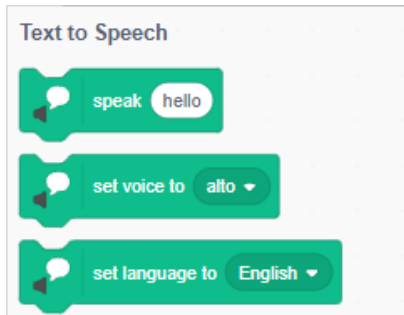 Text to Speech
speak hello
set voice to alto
set language to English